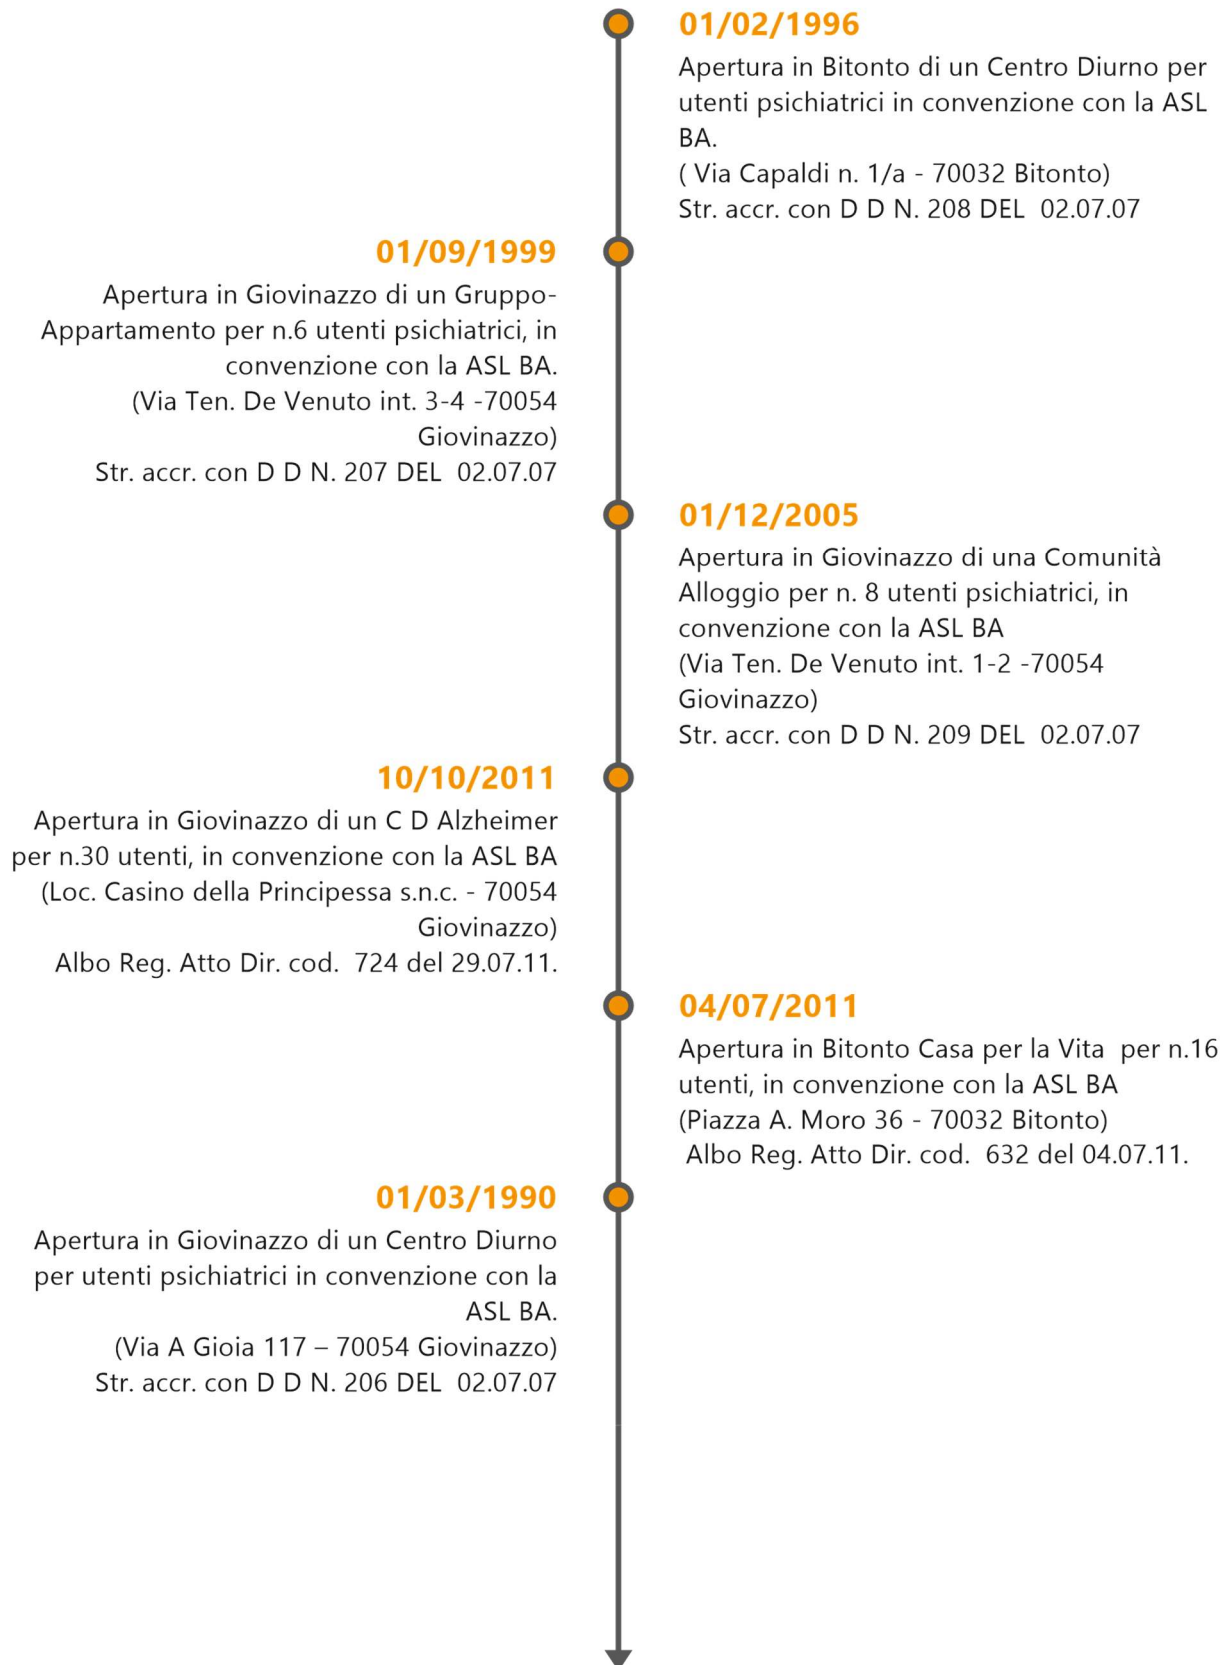 01/02/1996
Apertura in Bitonto di un Centro Diurno per
utenti psichiatrici in convenzione con la ASL
BA.
( Via Capaldi n. 1/a - 70032 Bitonto)
Str. accr. con D D N. 208 DEL  02.07.07
01/09/1999
Apertura in Giovinazzo di un Gruppo-
Appartamento per n.6 utenti psichiatrici, in
convenzione con la ASL BA.
(Via Ten. De Venuto int. 3-4 -70054
Giovinazzo)
Str. accr. con D D N. 207 DEL  02.07.07
01/12/2005
Apertura in Giovinazzo di una Comunità
Alloggio per n. 8 utenti psichiatrici, in
convenzione con la ASL BA
(Via Ten. De Venuto int. 1-2 -70054
Giovinazzo)
Str. accr. con D D N. 209 DEL  02.07.07
10/10/2011
Apertura in Giovinazzo di un C D Alzheimer
per n.30 utenti, in convenzione con la ASL BA
(Loc. Casino della Principessa s.n.c. - 70054
Giovinazzo)
Albo Reg. Atto Dir. cod.  724 del 29.07.11.
04/07/2011
Apertura in Bitonto Casa per la Vita  per n.16
utenti, in convenzione con la ASL BA
(Piazza A. Moro 36 - 70032 Bitonto)
Albo Reg. Atto Dir. cod.  632 del 04.07.11.
01/03/1990
Apertura in Giovinazzo di un Centro Diurno
per utenti psichiatrici in convenzione con la
ASL BA.
(Via A Gioia 117 – 70054 Giovinazzo)
Str. accr. con D D N. 206 DEL  02.07.07